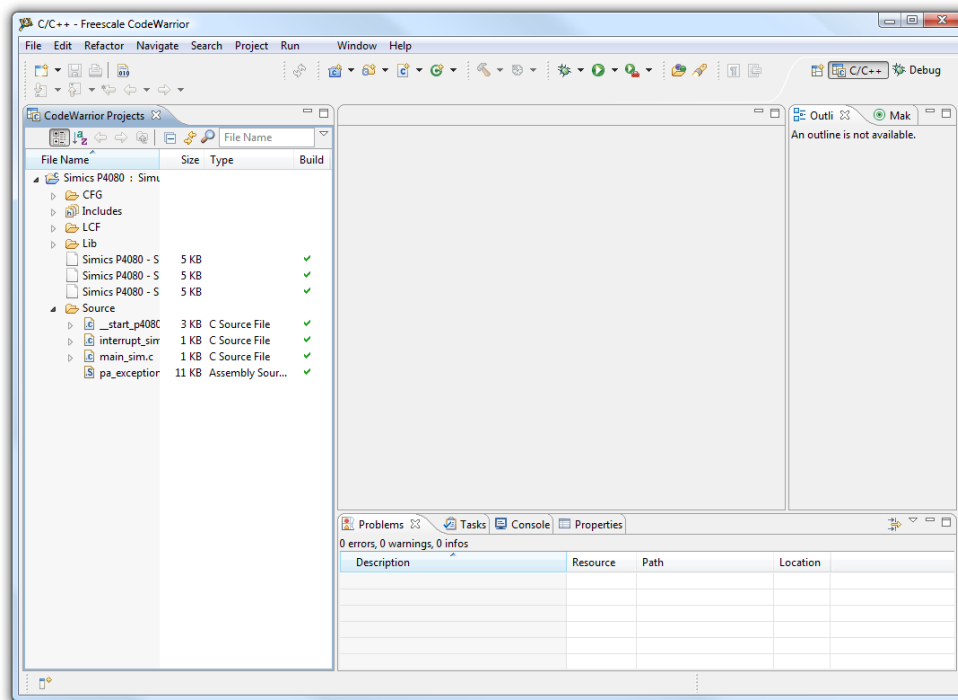 C/C++ - Freescale CodeWarrior
File Edit Refactor Navigate Search Project Run Window Help
C/C++ Debug
CodeWarrior Projects
File Name
File Name Size Type Build
Simics P4080 : Simu
CFG
Includes
LCF
Lib
Simics P4080 - S 5 KB
Simics P4080 - S 5 KB
Simics P4080 - S 5 KB
Source
__start_p4080 3 KB C Source File
interrupt_sim 1 KB C Source File
main_sim.c 1 KB C Source File
pa_exception 11 KB Assembly Sour...
Outli Mak
An outline is not available.
Problems Tasks Console Properties
0 errors, 0 warnings, 0 infos
Description Resource Path Location